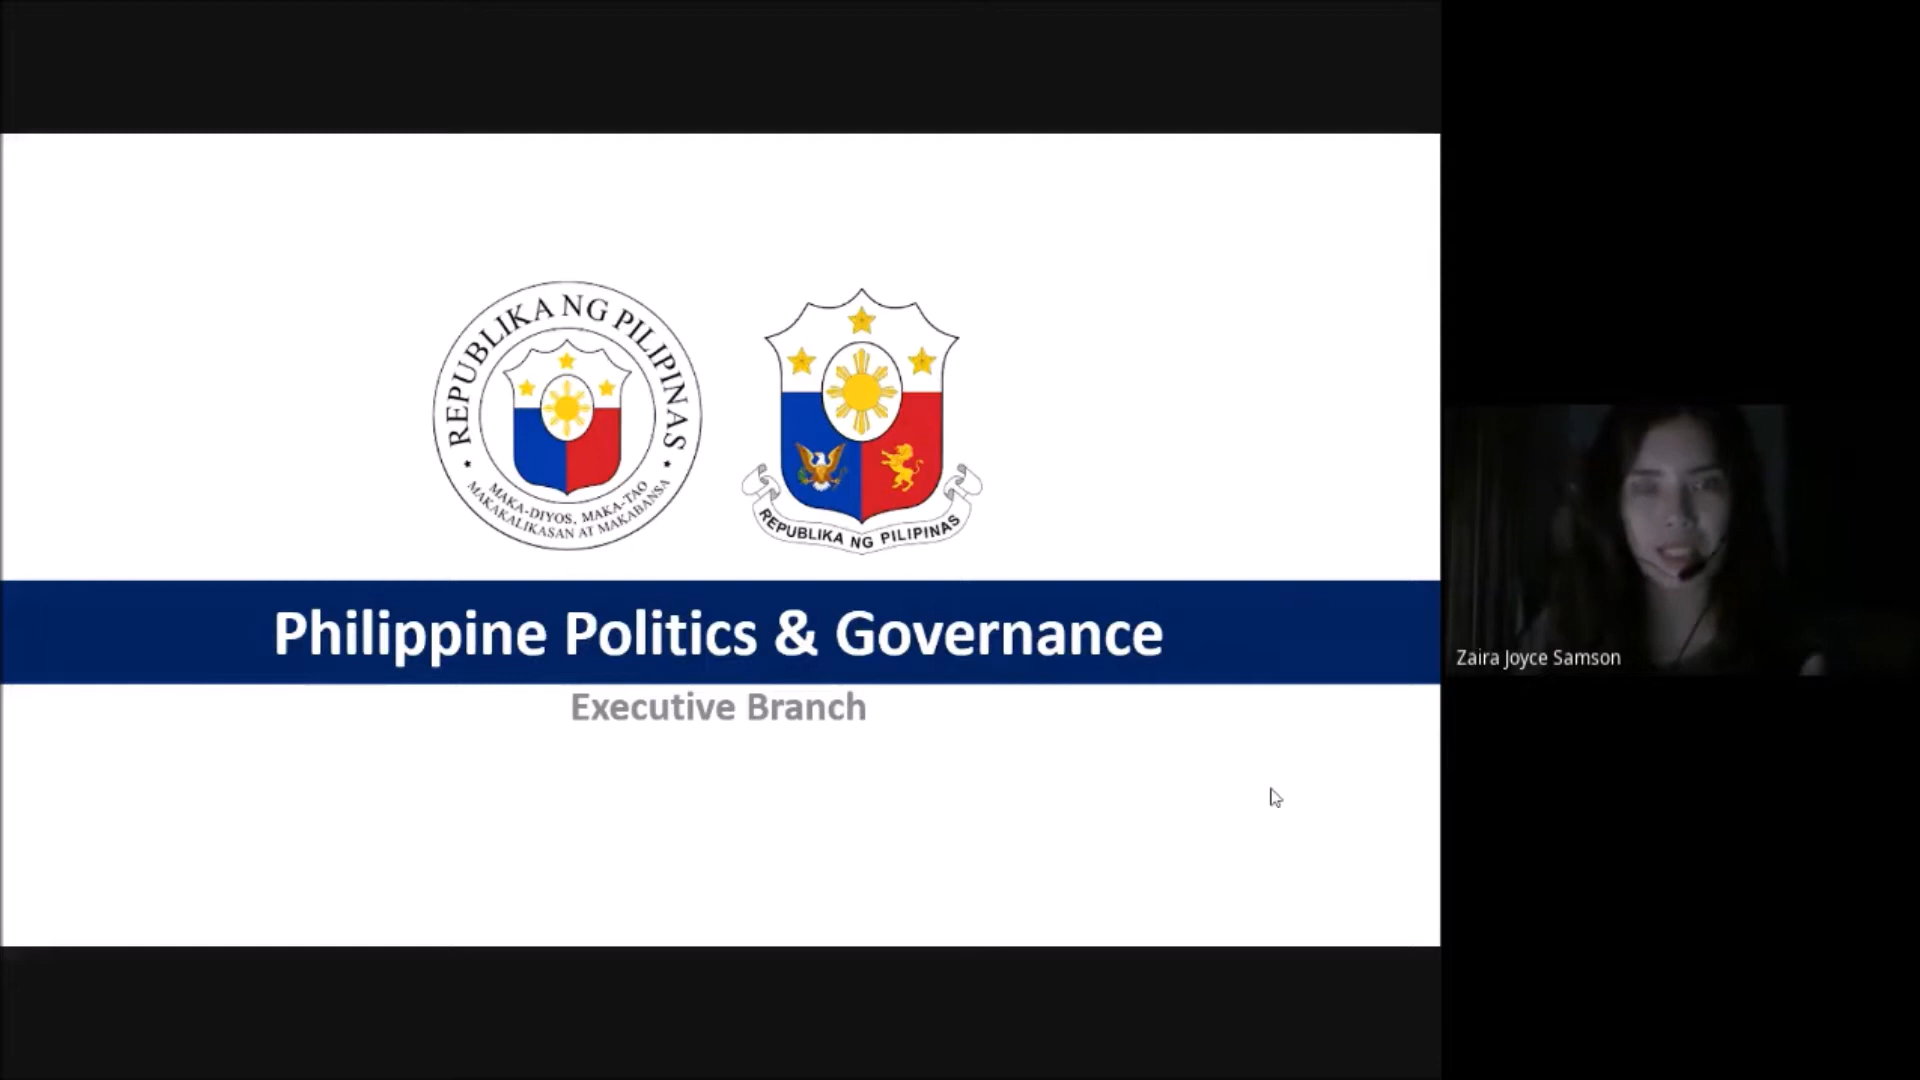 REPUBLIKA NG PILIPINAS
MAKA-DIYOS, MAKA-TAO
MAKAKALIKASAN AT MAKABANSA
REPUBLIKA NG PILIPINAS
Philippine Politics & Governance
Executive Branch
Zaira Joyce Samson